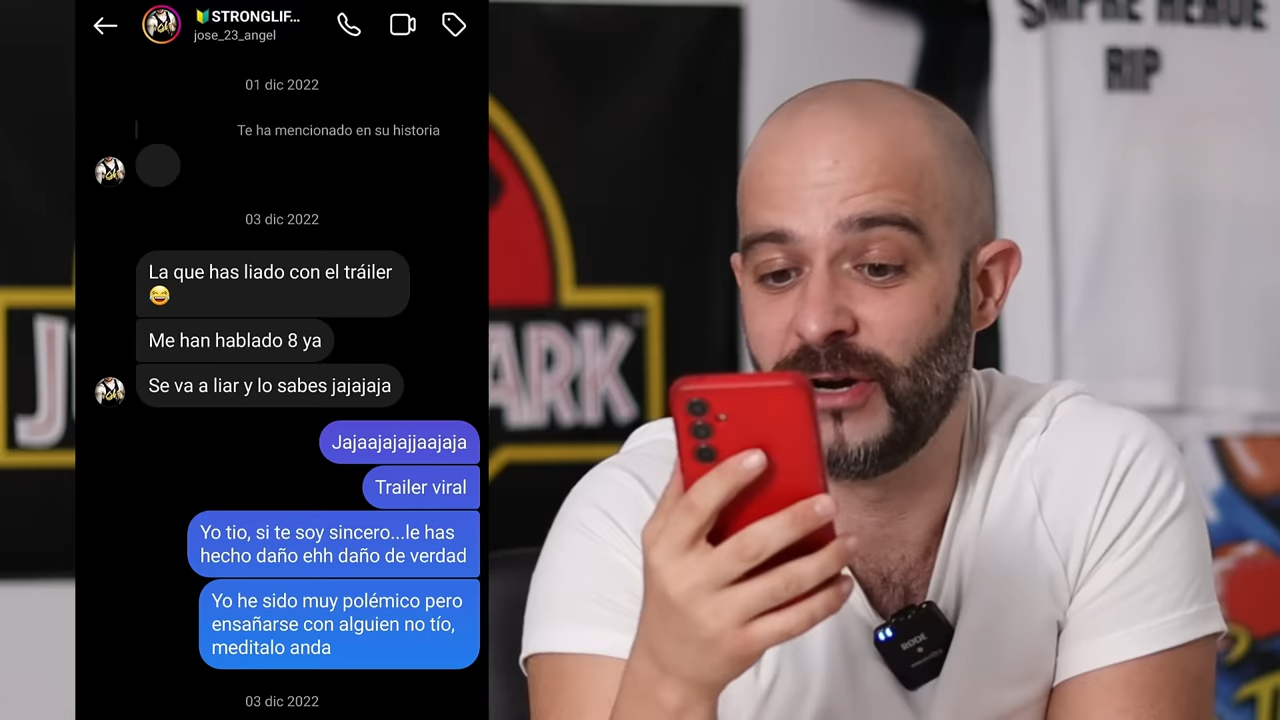 🔰STRONGLIF...
jose_23_angel
01 dic 2022
Te ha mencionado en su historia
03 dic 2022
La que has liado con el tráiler
😂
Me han hablado 8 ya
Se va a liar y lo sabes jajajaja
Jajaajajajjaajaja
Trailer viral
Yo tio, si te soy sincero...le has
hecho daño ehh daño de verdad
Yo he sido muy polémico pero
ensañarse con alguien no tío,
meditalo anda
03 dic 2022
ARK
HEROE
RIP
RØDE